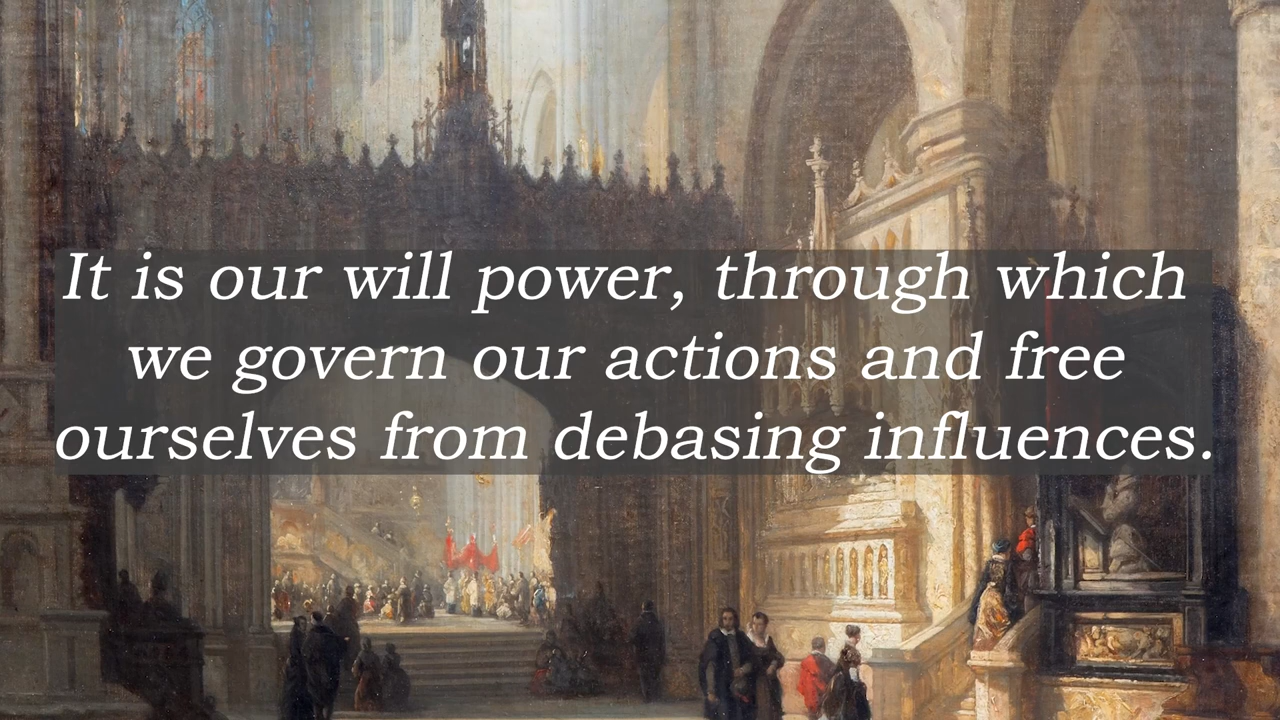 It is our will power, through which
we govern our actions and free
ourselves from debasing influences.